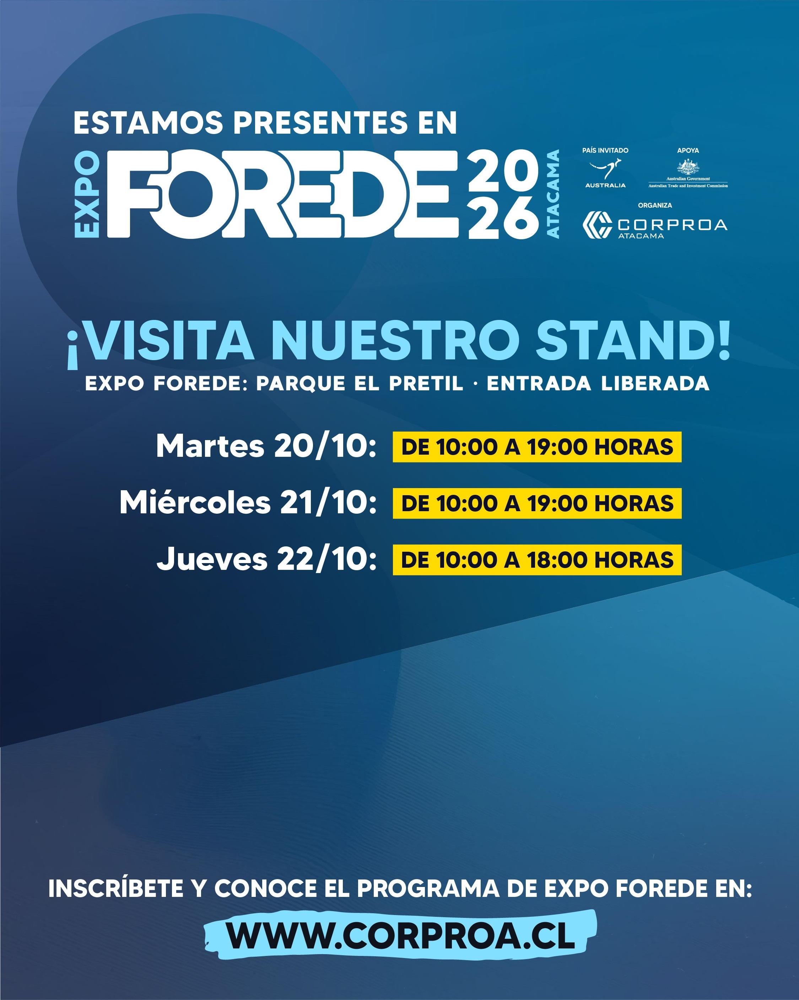 ESTAMOS PRESENTES EN
EXPO
FOREDE
20
26
ATACAMA
PAÍS INVITADO
AUSTRALIA
APOYA
Australian Government
Australian Trade and Investment Commission
ORGANIZA
CORPROA
ATACAMA
¡VISITA NUESTRO STAND!
EXPO FOREDE: PARQUE EL PRETIL · ENTRADA LIBERADA
Martes 20/10: DE 10:00 A 19:00 HORAS
Miércoles 21/10: DE 10:00 A 19:00 HORAS
Jueves 22/10: DE 10:00 A 18:00 HORAS
INSCRÍBETE Y CONOCE EL PROGRAMA DE EXPO FOREDE EN:
WWW.CORPROA.CL